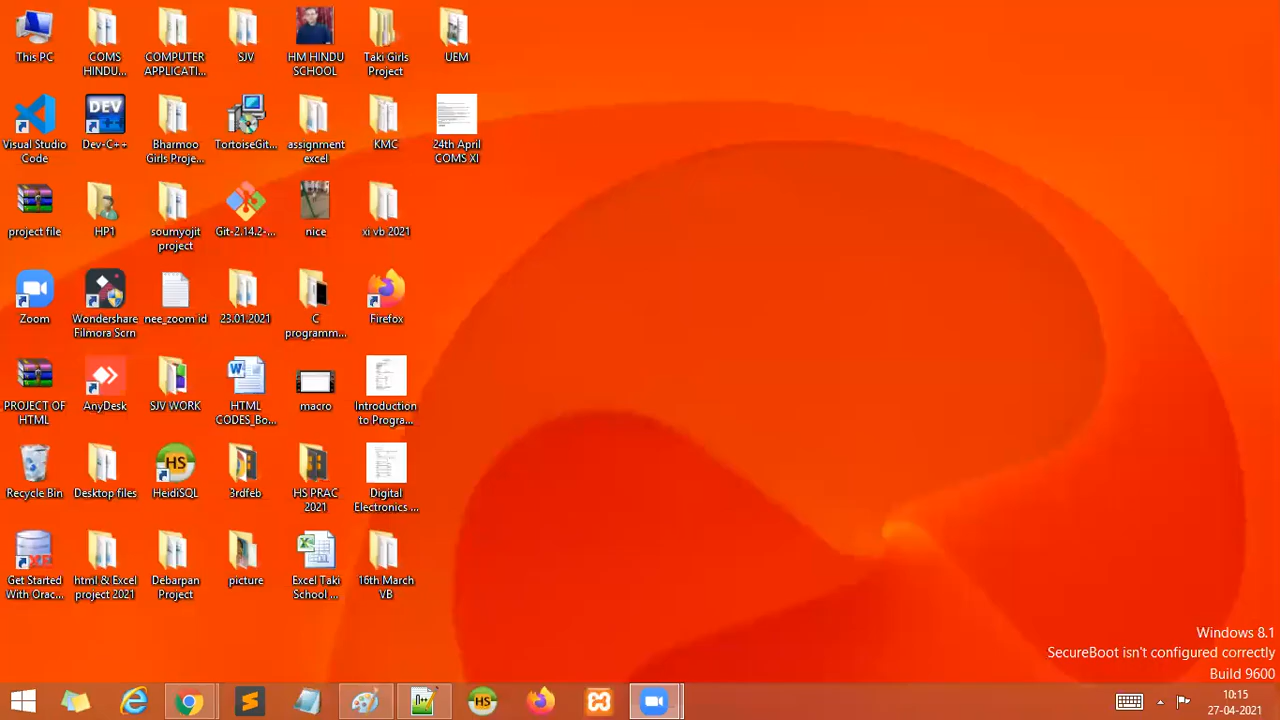 This PC
COMS
HINDU...
COMPUTER
APPLICATI...
SJV
HM HINDU
SCHOOL
Taki Girls
Project
UEM
Visual Studio
Code
DEV
Dev-C++
Bharmoo
Girls Proje...
TortoiseGit...
assignment
excel
KMC
24th April
COMS XI
project file
HP1
soumyojit
project
Git-2.14.2-...
nice
xi vb 2021
Zoom
Wondershare
Filmora Scrn
nee_zoom id
23.01.2021
C
programm...
Firefox
PROJECT OF
HTML
AnyDesk
SJV WORK
HTML
CODES_Bo...
macro
Introduction
to Progra...
Recycle Bin
Desktop files
HS
HeidiSQL
3rdfeb
HS PRAC
2021
Digital
Electronics ...
Get Started
With Orac...
html & Excel
project 2021
Debarpan
Project
picture
Excel Taki
School ...
16th March
VB
Windows 8.1
SecureBoot isn't configured correctly
Build 9600
HS
10:15
27-04-2021